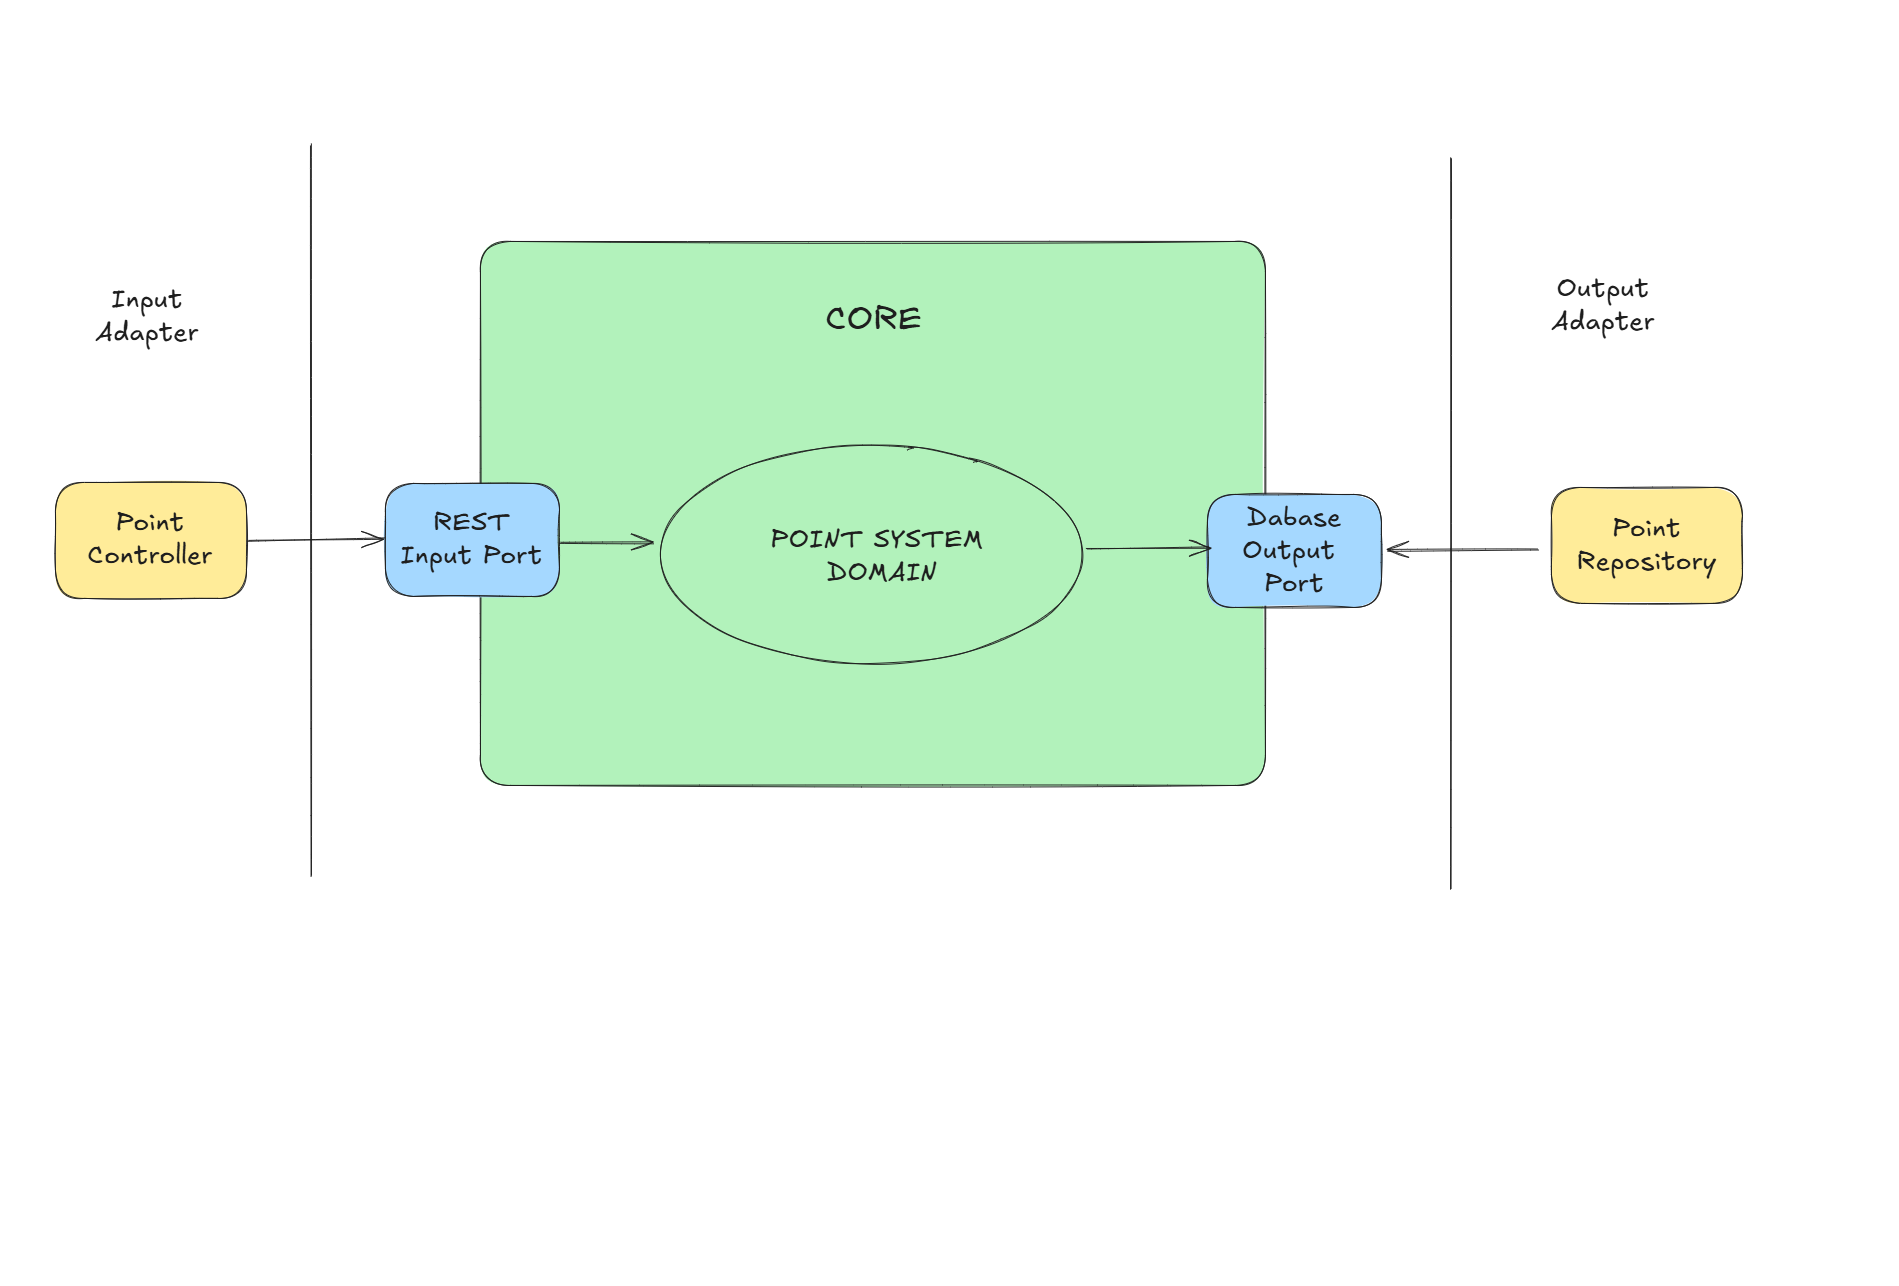 Input
Adapter
Output
Adapter
CORE
Point
Controller
REST
Input Port
POINT SYSTEM
DOMAIN
Dabase
Output
Port
Point
Repository